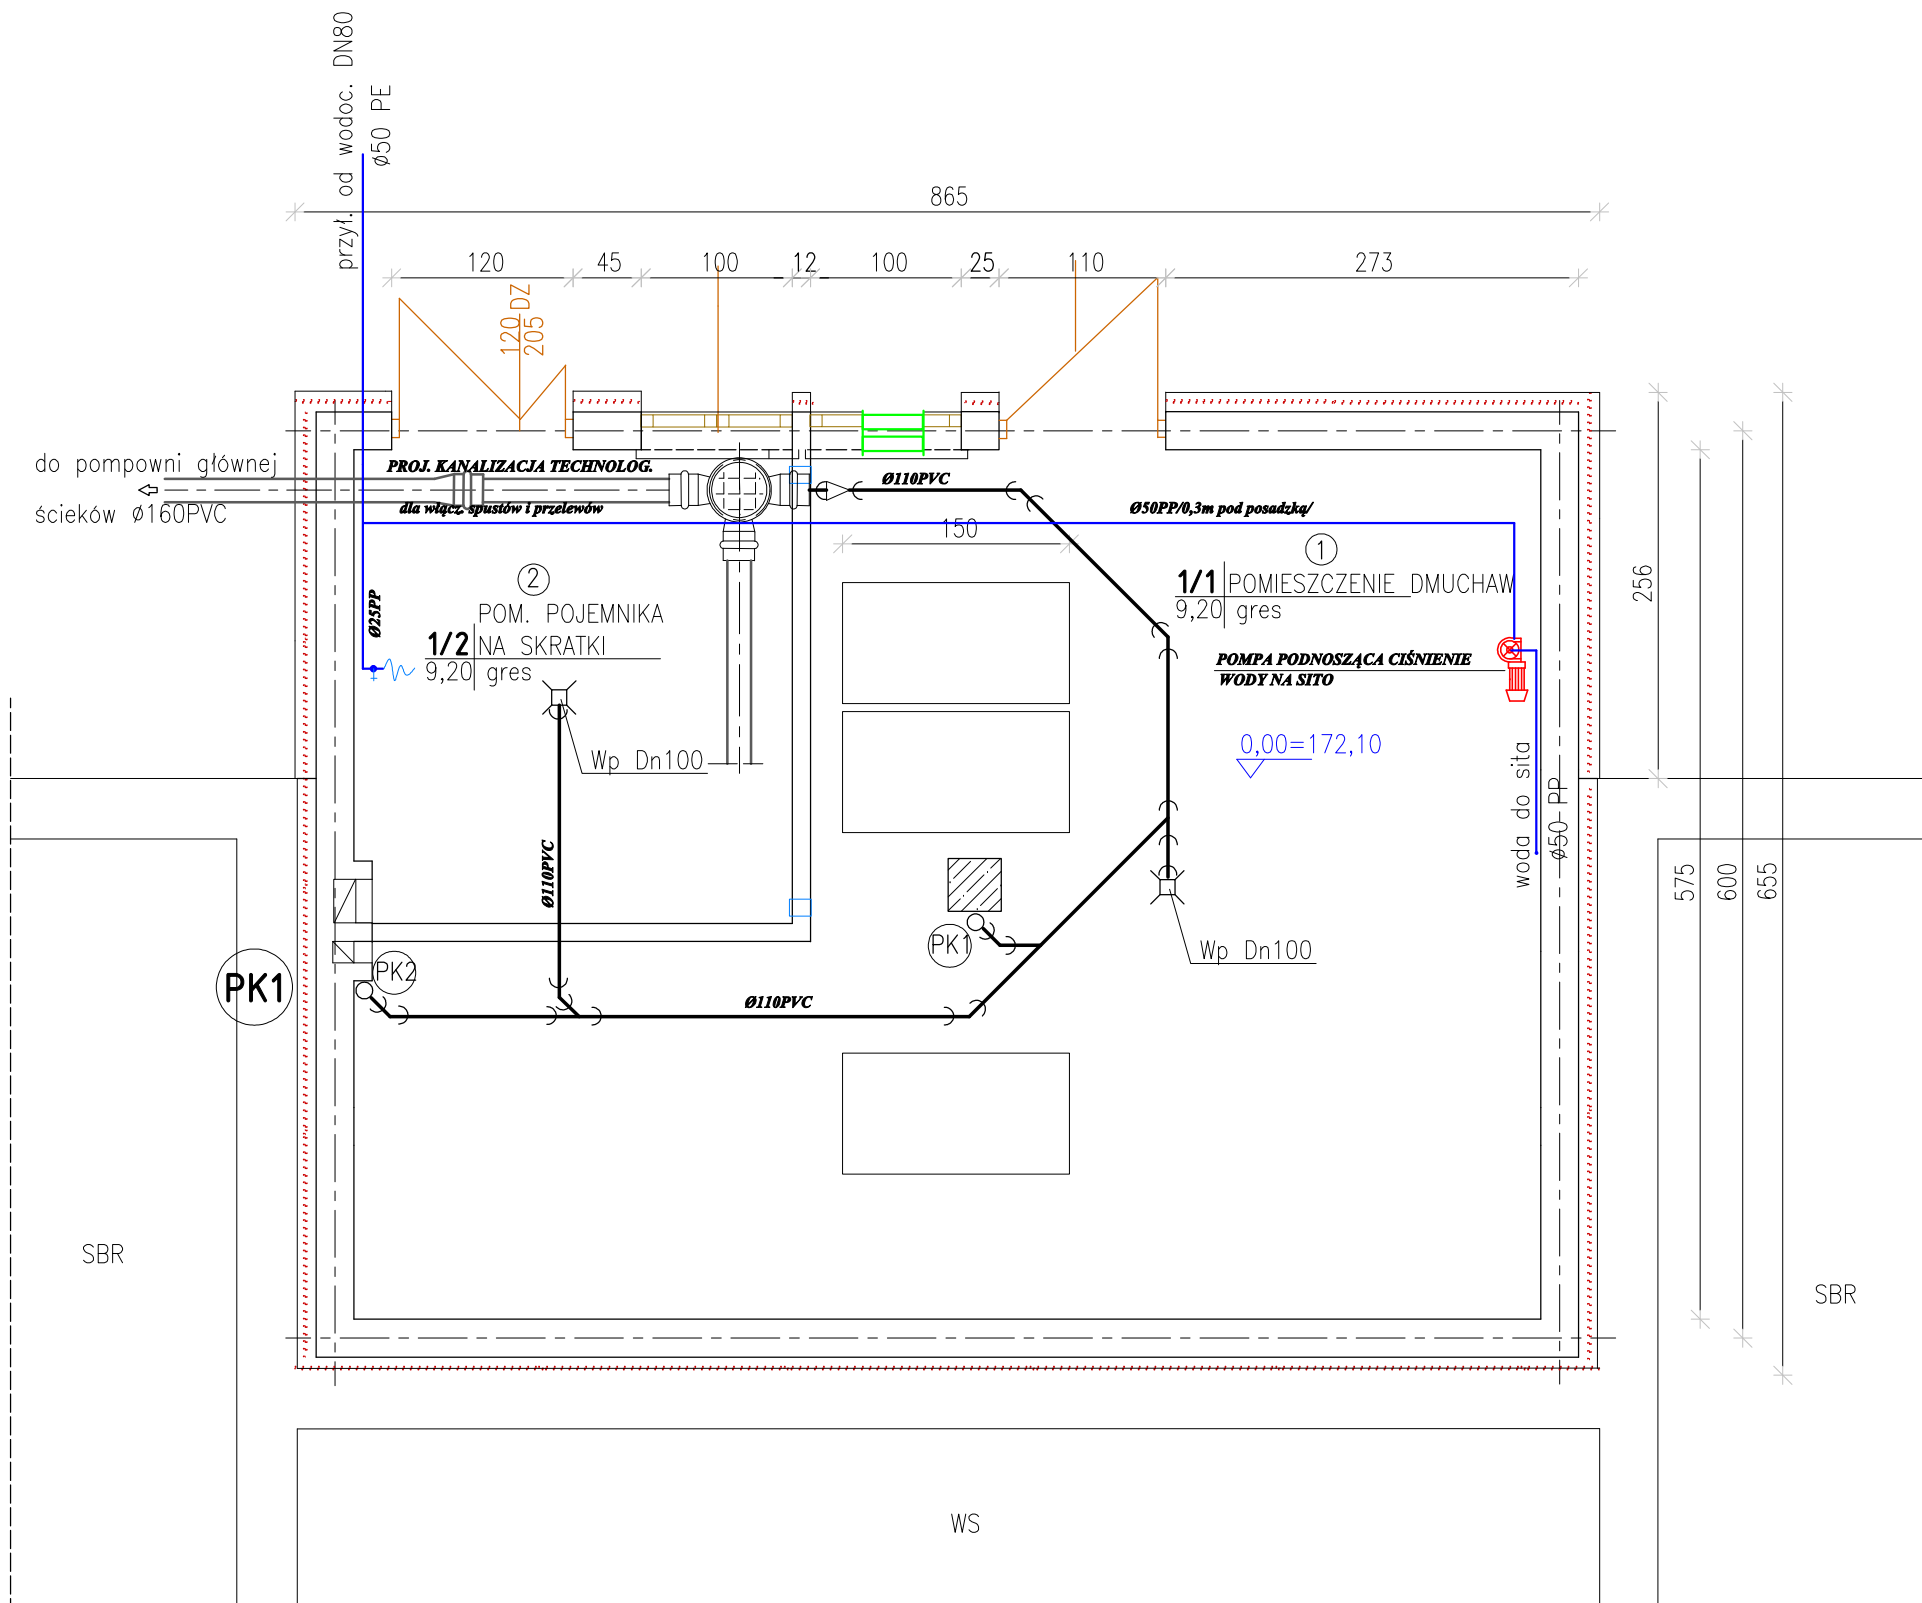 przył. od wodoc. DN80
ø50 PE
865
120
45
100
12
100
25
110
273
120 DZ
205
do pompowni głównej
ścieków ø160PVC
PROJ. KANALIZACJA TECHNOLOG.
dla włącz. spustów i przelewów
Ø110PVC
Ø50PP/0,3m pod posadzką/
150
1
1/1 POMIESZCZENIE DMUCHAW
9,20 gres
2
POM. POJEMNIKA
1/2 NA SKRATKI
9,20 gres
Ø25PP
256
POMPA PODNOSZĄCA CIŚNIENIE
WODY NA SITO
0,00=172,10
Wp Dn100
woda do sita
ø50 PP
Ø110PVC
575
600
655
PK1
Wp Dn100
PK2
PK1
Ø110PVC
SBR
SBR
WS